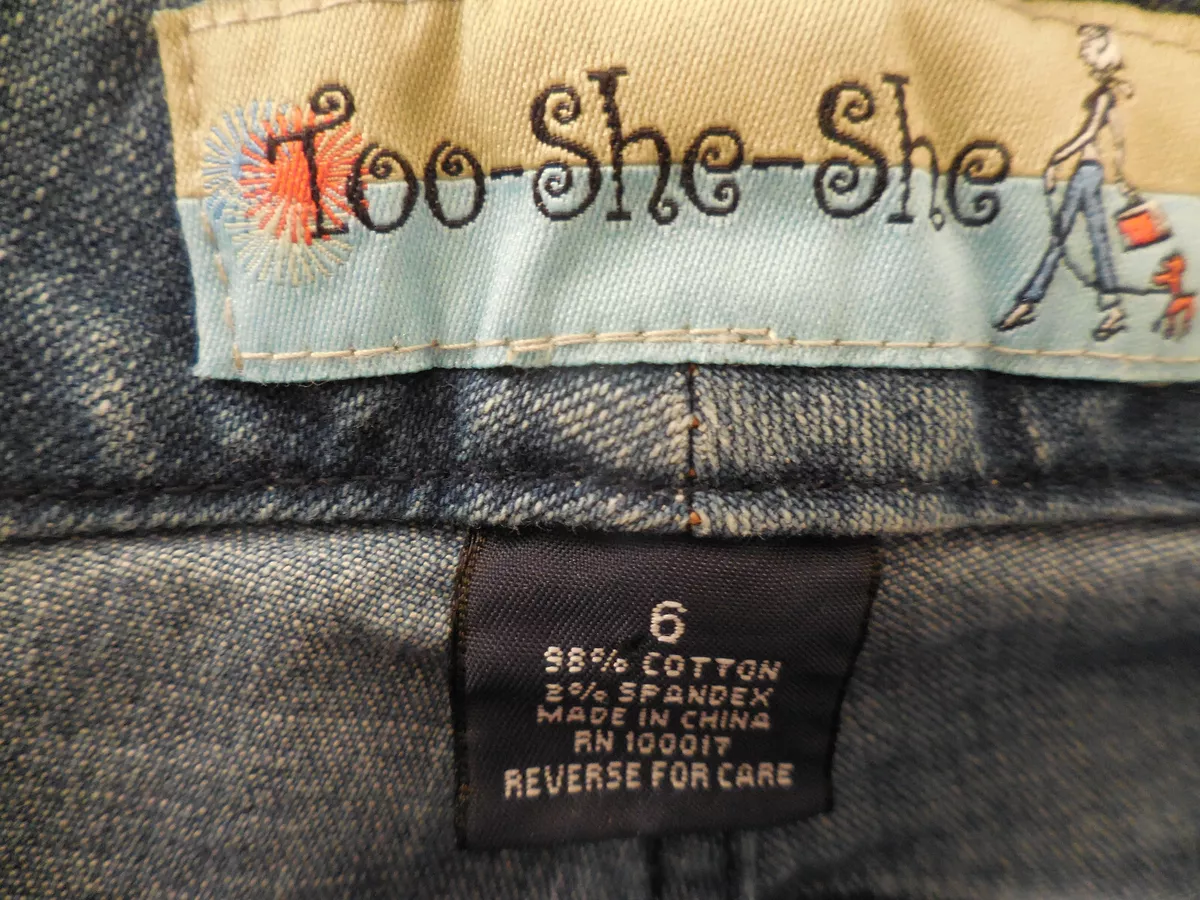 Too-She-She
6
98% COTTON
2% SPANDEX
MADE IN CHINA
RN 100017
REVERSE FOR CARE